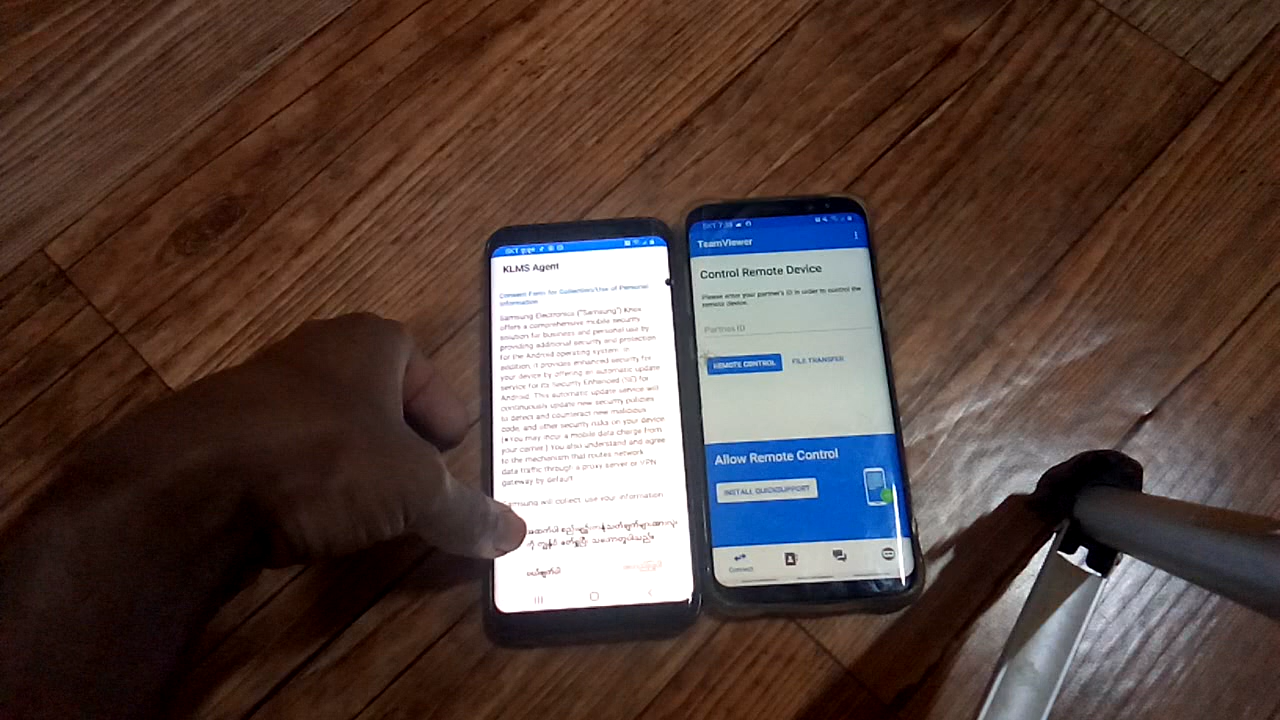 KLMS Agent
Consent Form for Collection/Use of Personal
Information
Samsung Electronics ("Samsung") Knox
offers a comprehensive mobile security
solution for business and personal use by
providing additional security and protection
for the Android operating system. In
addition, it provides enhanced security for
your device by offering an automatic update
service for its Security Enhanced ("SE") for
Android. This automatic update service will
continuously update new security policies
to detect and counteract new malicious
code, and other security risks on your device.
(*You may incur a mobile data charge from
your carrier.) You also understand and agree
to the mechanism that routes network
data traffic through a proxy server or VPN
gateway by default.
Samsung will collect, use your information
SKT 7:39
TeamViewer
Control Remote Device
Please enter your partner's ID in order to control the
remote device.
Partner ID
REMOTE CONTROL
FILE TRANSFER
Allow Remote Control
INSTALL QUICKSUPPORT
Connect